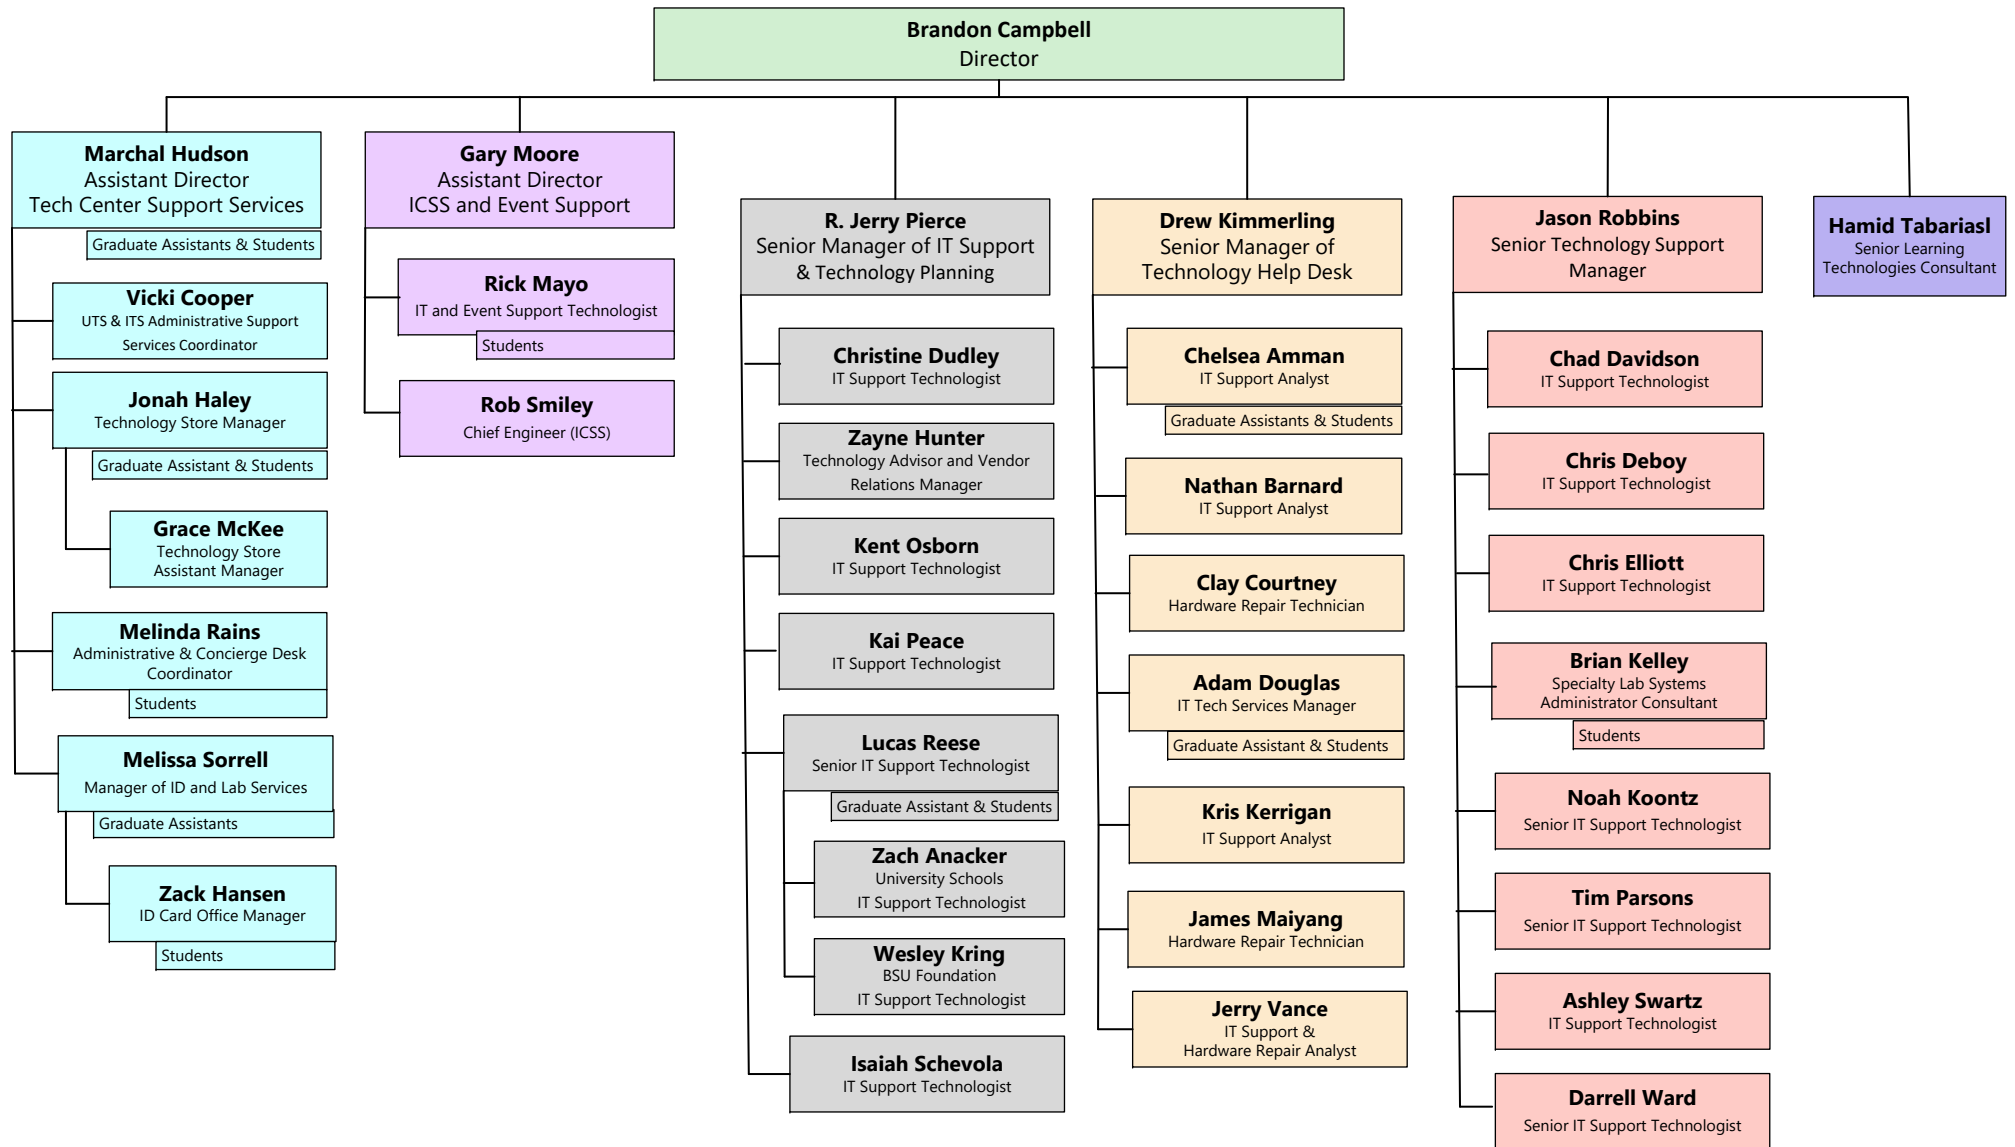 Brandon Campbell
Director
Marchal Hudson
Assistant Director
Tech Center Support Services
Graduate Assistants & Students
Vicki Cooper
UTS & ITS Administrative Support
Services Coordinator
Jonah Haley
Technology Store Manager
Graduate Assistant & Students
Grace McKee
Technology Store
Assistant Manager
Melinda Rains
Administrative & Concierge Desk
Coordinator
Students
Melissa Sorrell
Manager of ID and Lab Services
Graduate Assistants
Zack Hansen
ID Card Office Manager
Students
Gary Moore
Assistant Director
ICSS and Event Support
Rick Mayo
IT and Event Support Technologist
Students
Rob Smiley
Chief Engineer (ICSS)
R. Jerry Pierce
Senior Manager of IT Support
& Technology Planning
Christine Dudley
IT Support Technologist
Zayne Hunter
Technology Advisor and Vendor
Relations Manager
Kent Osborn
IT Support Technologist
Kai Peace
IT Support Technologist
Lucas Reese
Senior IT Support Technologist
Graduate Assistant & Students
Zach Anacker
University Schools
IT Support Technologist
Wesley Kring
BSU Foundation
IT Support Technologist
Isaiah Schevola
IT Support Technologist
Drew Kimmerling
Senior Manager of
Technology Help Desk
Chelsea Amman
IT Support Analyst
Graduate Assistants & Students
Nathan Barnard
IT Support Analyst
Clay Courtney
Hardware Repair Technician
Adam Douglas
IT Tech Services Manager
Graduate Assistant & Students
Kris Kerrigan
IT Support Analyst
James Maiyang
Hardware Repair Technician
Jerry Vance
IT Support &
Hardware Repair Analyst
Jason Robbins
Senior Technology Support
Manager
Chad Davidson
IT Support Technologist
Chris Deboy
IT Support Technologist
Chris Elliott
IT Support Technologist
Brian Kelley
Specialty Lab Systems
Administrator Consultant
Students
Noah Koontz
Senior IT Support Technologist
Tim Parsons
Senior IT Support Technologist
Ashley Swartz
IT Support Technologist
Darrell Ward
Senior IT Support Technologist
Hamid Tabariasl
Senior Learning
Technologies Consultant